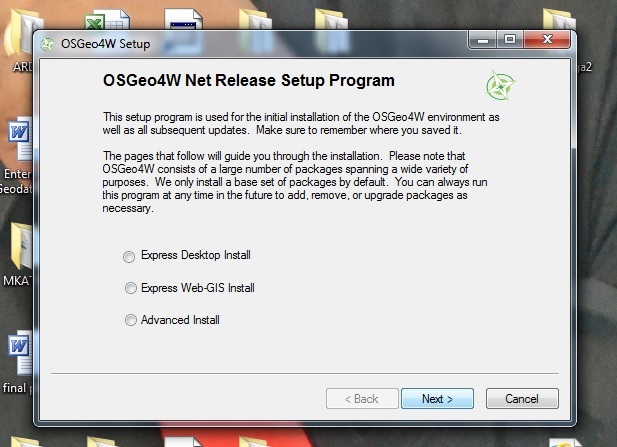 OSGeo4W Setup
ARD
ga2
OSGeo4W Net Release Setup Program
This setup program is used for the initial installation of the OSGeo4W environment as
well as all subsequent updates. Make sure to remember where you saved it.
The pages that follow will guide you through the installation. Please note that
OSGeo4W consists of a large number of packages spanning a wide variety of
purposes. We only install a base set of packages by default. You can always run
this program at any time in the future to add, remove, or upgrade packages as
necessary.
Enter
Geodat
Express Desktop Install
MKAT
Express Web-GIS Install
Advanced Install
final p
< Back
Next >
Cancel